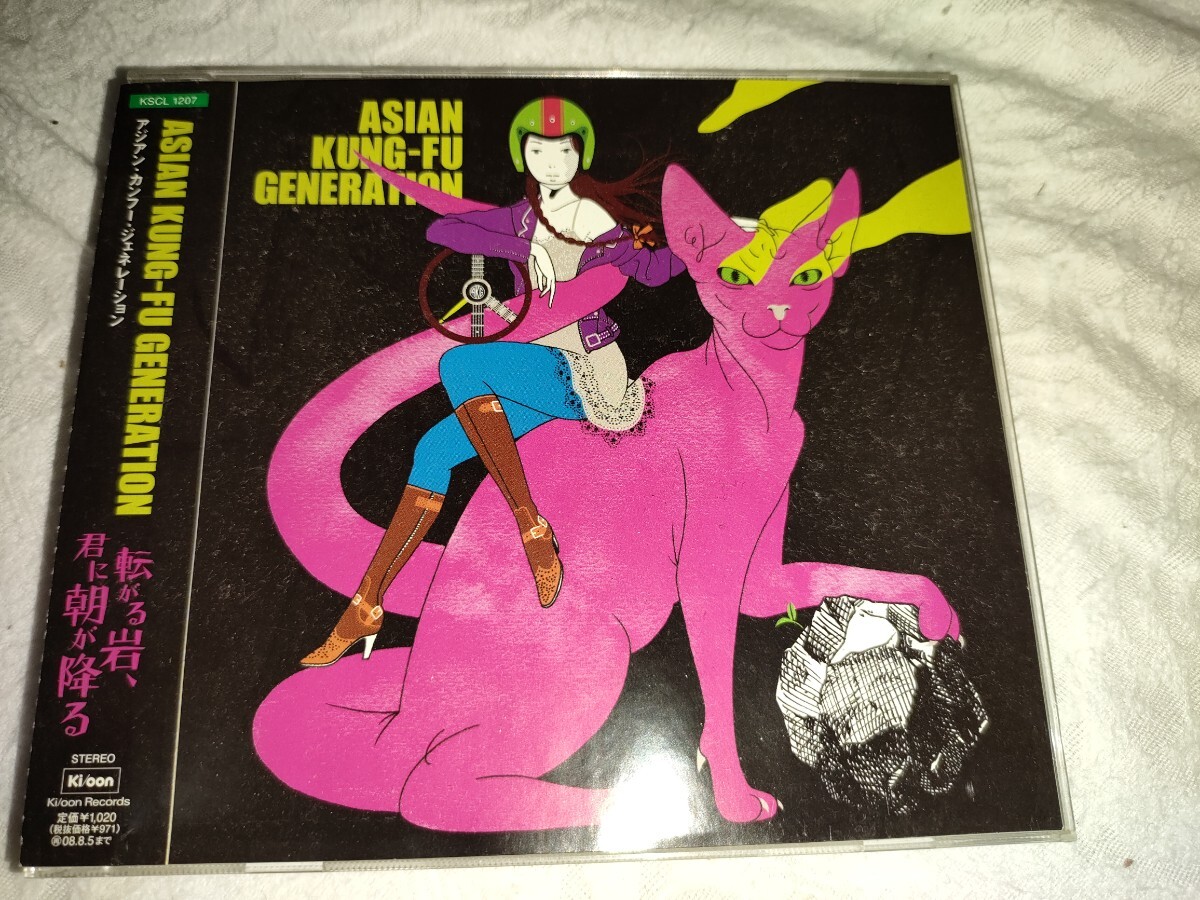 KSCL 1207
ASIAN KUNG-FU GENERATION
アジアン・カンフー・ジェネレーション
転がる岩、
君に朝が降る
STEREO
Ki/oon
Ki/oon Records
定価¥1,020
(税抜価格¥971)
08.8.5まで
ASIAN
KUNG-FU
GENERATION